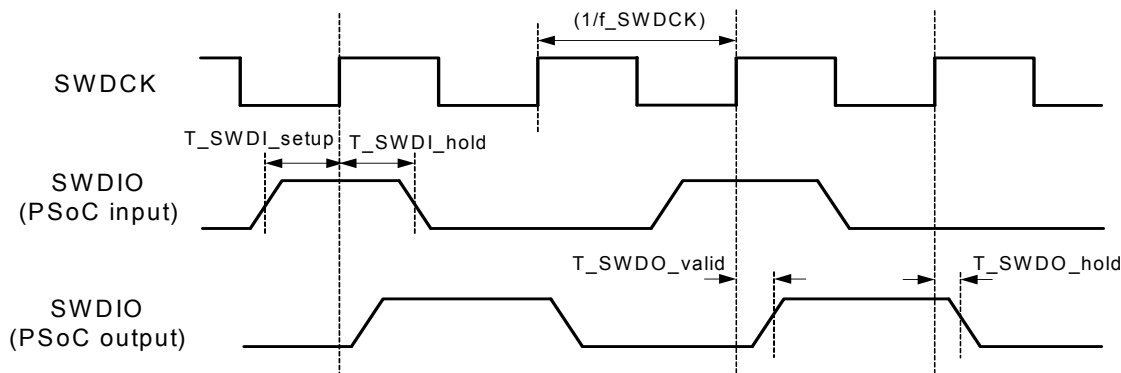 (1/f_SWDCK)
SWDCK
T_SWDI_setup
T_SWDI_hold
SWDIO
(PSoC input)
T_SWDO_valid
T_SWDO_hold
SWDIO
(PSoC output)